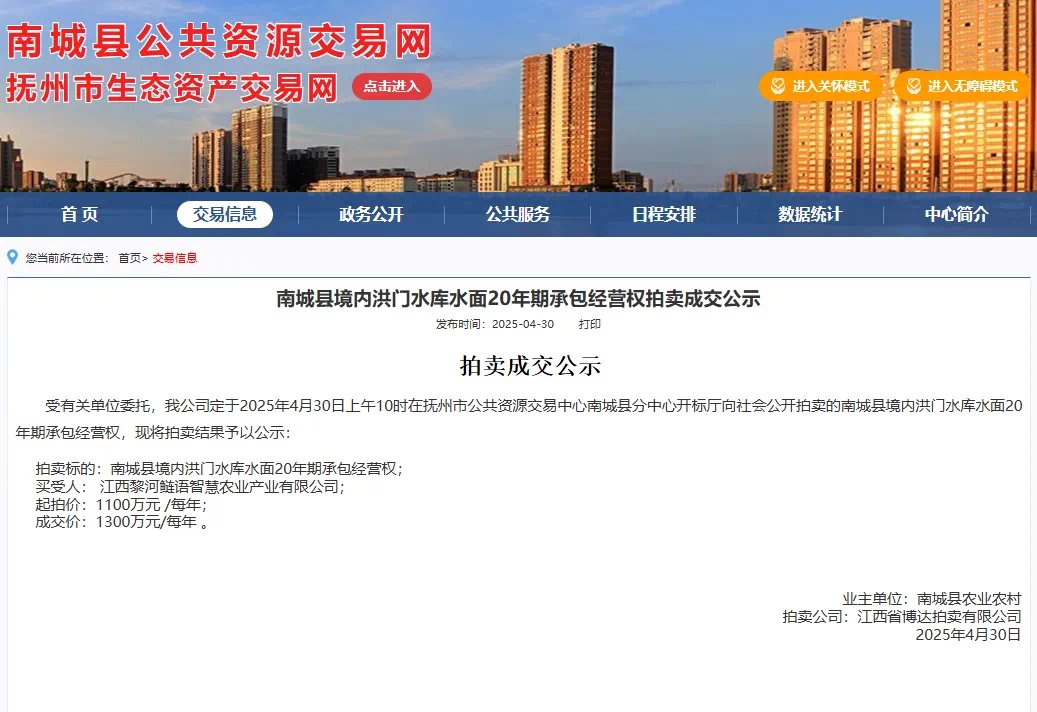 南城县公共资源交易网
抚州市生态资产交易网 点击进入
进入关怀模式 进入无障碍模式
首页 交易信息 政务公开 公共服务 日程安排 数据统计 中心简介
您当前所在位置： 首页> 交易信息
南城县境内洪门水库水面20年期承包经营权拍卖成交公示
发布时间：2025-04-30 打印
拍卖成交公示
受有关单位委托，我公司定于2025年4月30日上午10时在抚州市公共资源交易中心南城县分中心开标厅向社会公开拍卖的南城县境内洪门水库水面20
年期承包经营权，现将拍卖结果予以公示：
拍卖标的：南城县境内洪门水库水面20年期承包经营权；
买受人： 江西黎河鲢语智慧农业产业有限公司；
起拍价：1100万元 /每年；
成交价：1300万元/每年 。
业主单位：南城县农业农村
拍卖公司：江西省博达拍卖有限公司
2025年4月30日